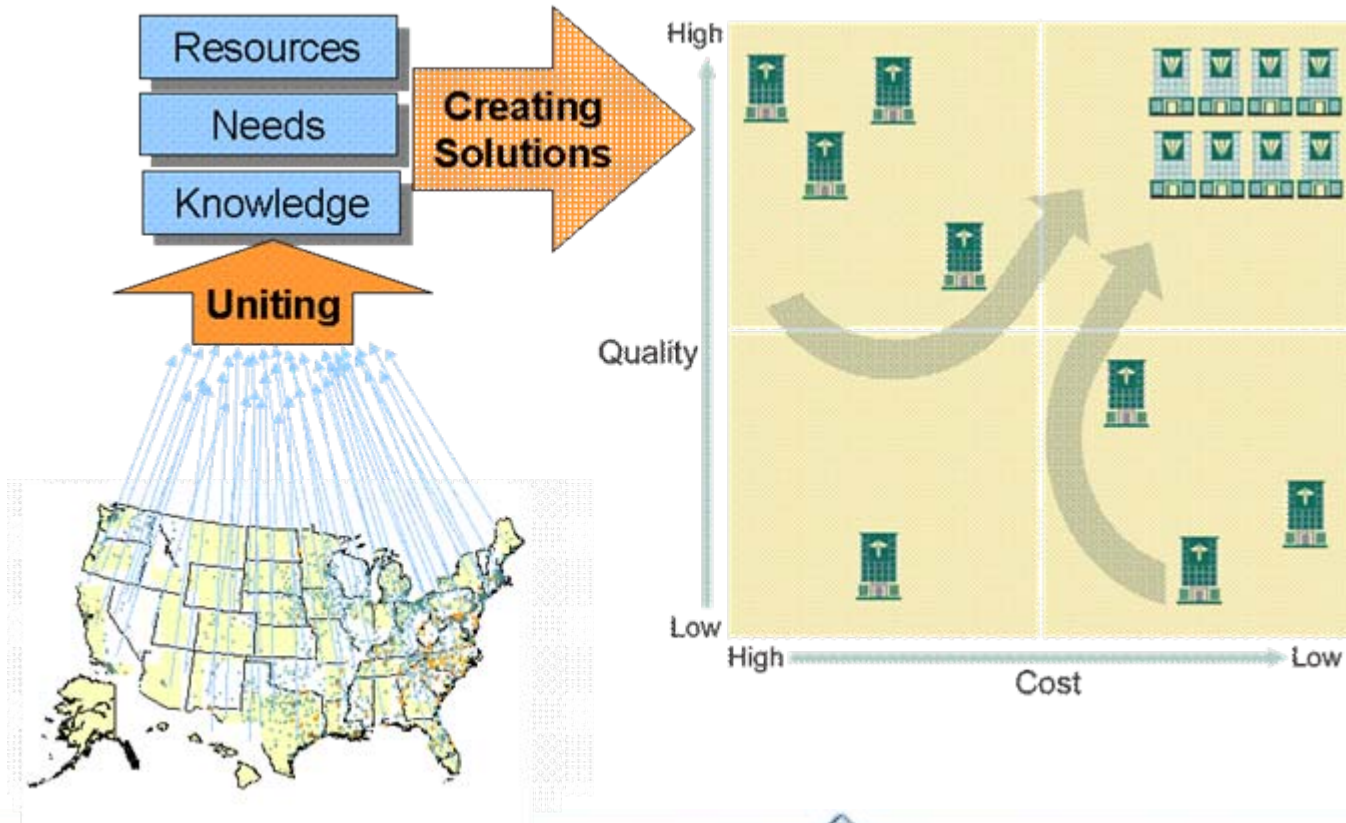 Resources
Needs
Knowledge
Uniting
Creating
Solutions
High
Quality
Low
High
Low
Cost